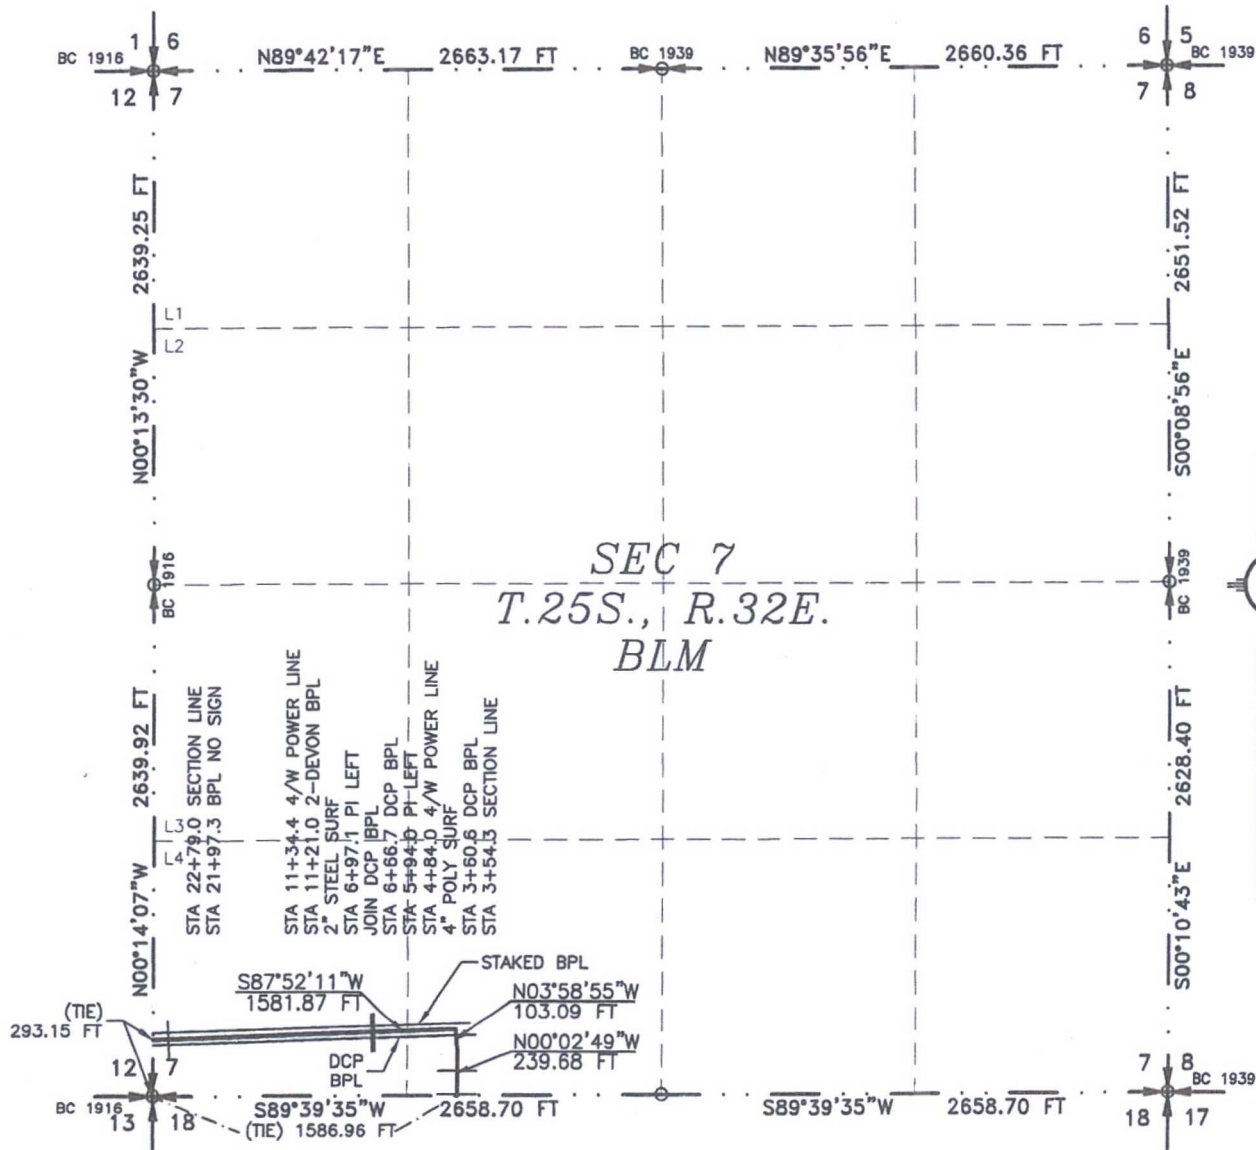 1 6
BC 1916
12 7
N89°42'17"E 2663.17 FT
BC 1939
N89°35'56"E 2660.36 FT
6 5
BC 1939
7 8
2639.25 FT
N00°13'30"W
L1
L2
2651.52 FT
S00°08'56"E
BC 1916
SEC 7
T.25S., R.32E.
BLM
BC 1939
2639.92 FT
N00°14'07"W
L3
L4
STA 22+79.0 SECTION LINE
STA 21+97.3 BPL NO SIGN
STA 11+34.4 4/W POWER LINE
STA 11+21.0 2-DEVON BPL
2" STEEL SURF
STA 6+97.1 PI LEFT
JOIN DCP BPL
STA 6+66.7 DCP BPL
STA 5+94.0 PI LEFT
STA 4+84.0 4/W POWER LINE
4" POLY SURF
STA 3+60.6 DCP BPL
STA 3+54.3 SECTION LINE
2628.40 FT
S00°10'43"E
STAKED BPL
S87°52'11"W
1581.87 FT
N03°58'55"W
103.09 FT
(TIE)
293.15 FT
N00°02'49"W
239.68 FT
DCP
BPL
12 7
BC 1916
13 18
S89°39'35"W 2658.70 FT
(TIE) 1586.96 FT
S89°39'35"W 2658.70 FT
7 8
BC 1939
18 17